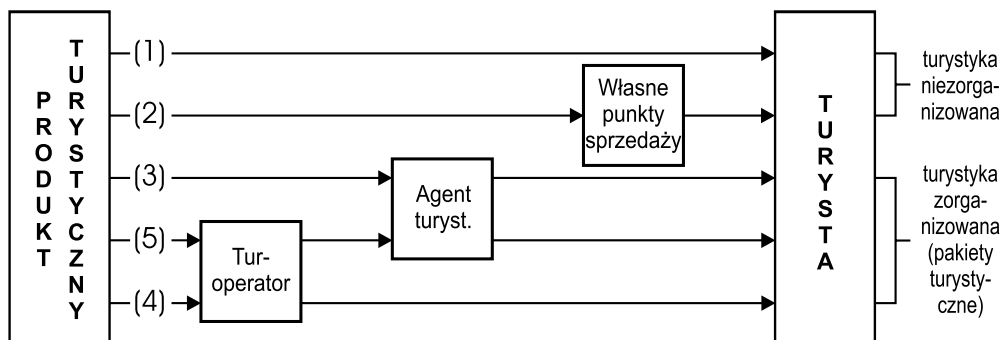 PRODUKT
TURYSTYCZNY
(1)
(2)
(3)
(5)
(4)
Tur-
operator
Agent
turyst.
Własne
punkty
sprzedaży
TURYSTA
turystyka
niezorga-
nizowana
turystyka
zorga-
nizowana
(pakiety
turysty-
czne)